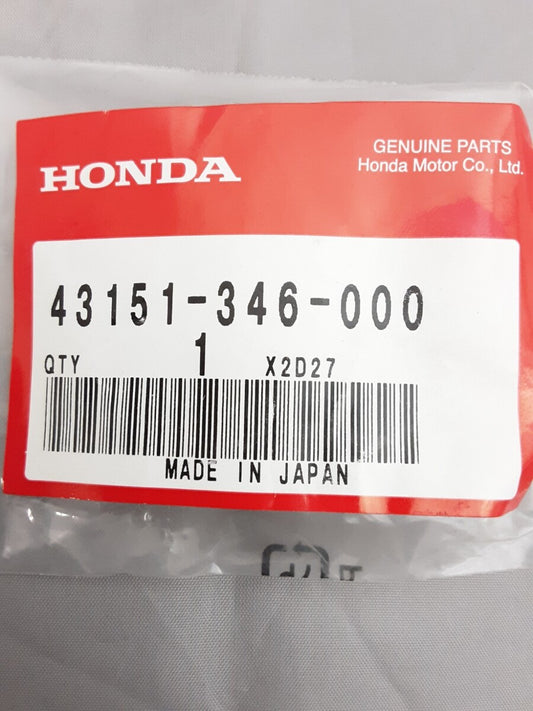 HONDA
GENUINE PARTS
Honda Motor Co., Ltd.
43151-346-000
QTY 1 X2D27
MADE IN JAPAN